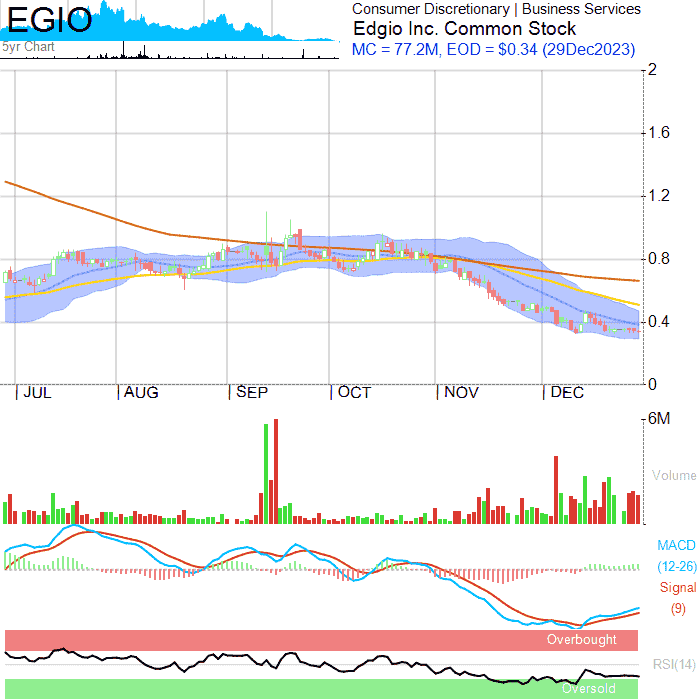 EGIO
5yr Chart
Consumer Discretionary | Business Services
Edgio Inc. Common Stock
MC = 77.2M, EOD = $0.34 (29Dec2023)
2
1.6
1.2
0.8
0.4
0
| JUL | AUG | SEP | OCT | NOV | DEC
6M
Volume
MACD
(12-26)
Signal
(9)
Overbought
RSI(14)
Oversold